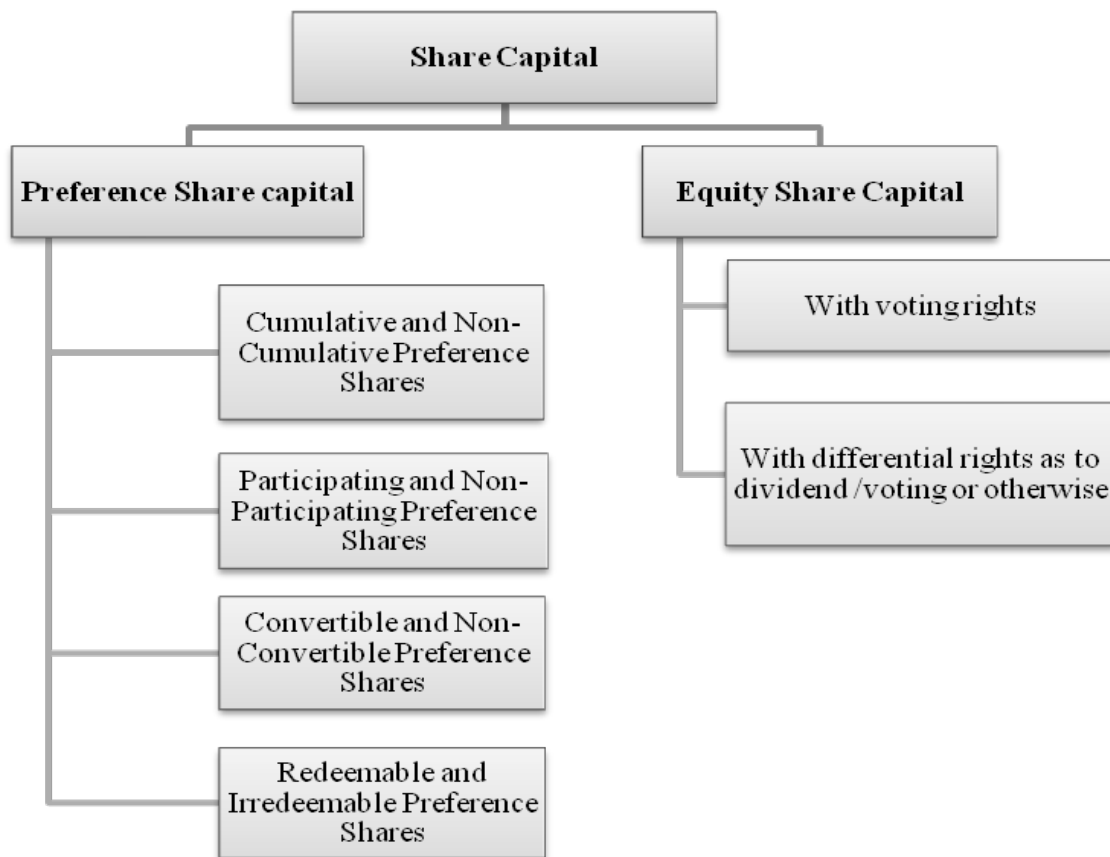 Share Capital
Preference Share capital
Equity Share Capital
Cumulative and Non-
Cumulative Preference
Shares
Participating and Non-
Participating Preference
Shares
Convertible and Non-
Convertible Preference
Shares
Redeemable and
Irredeemable Preference
Shares
With voting rights
With differential rights as to
dividend /voting or otherwise